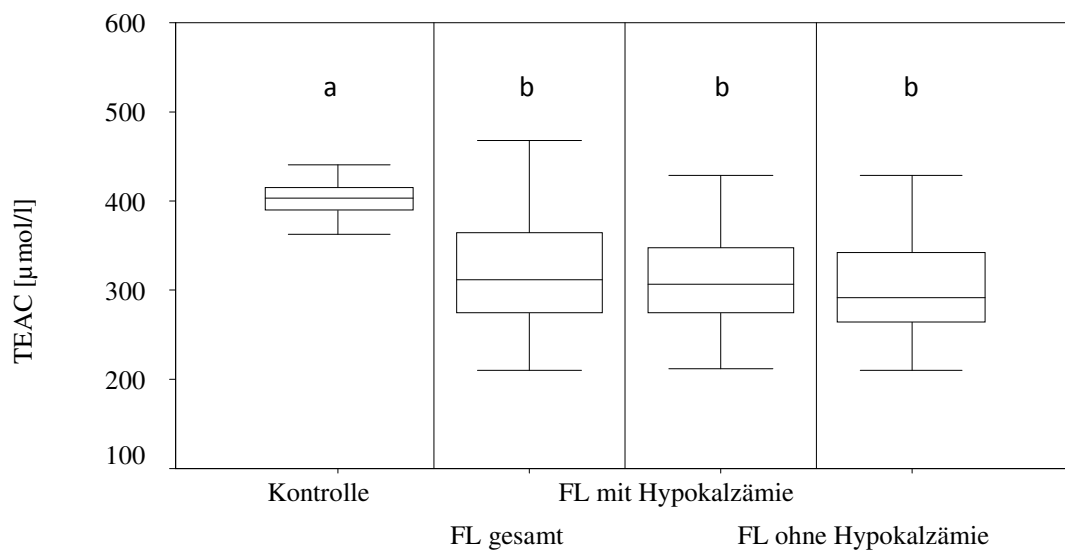 600
a b b b
500
400
300
200
100
TEAC [µmol/l]
Kontrolle FL mit Hypokalzämie
FL gesamt FL ohne Hypokalzämie